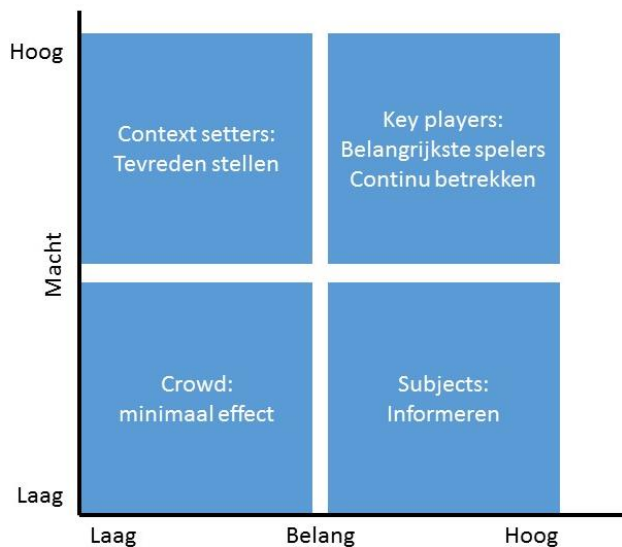 Hoog
Context setters:
Tevreden stellen
Key players:
Belangrijkste spelers
Continu betrekken
Macht
Crowd:
minimaal effect
Subjects:
Informeren
Laag
Laag
Belang
Hoog